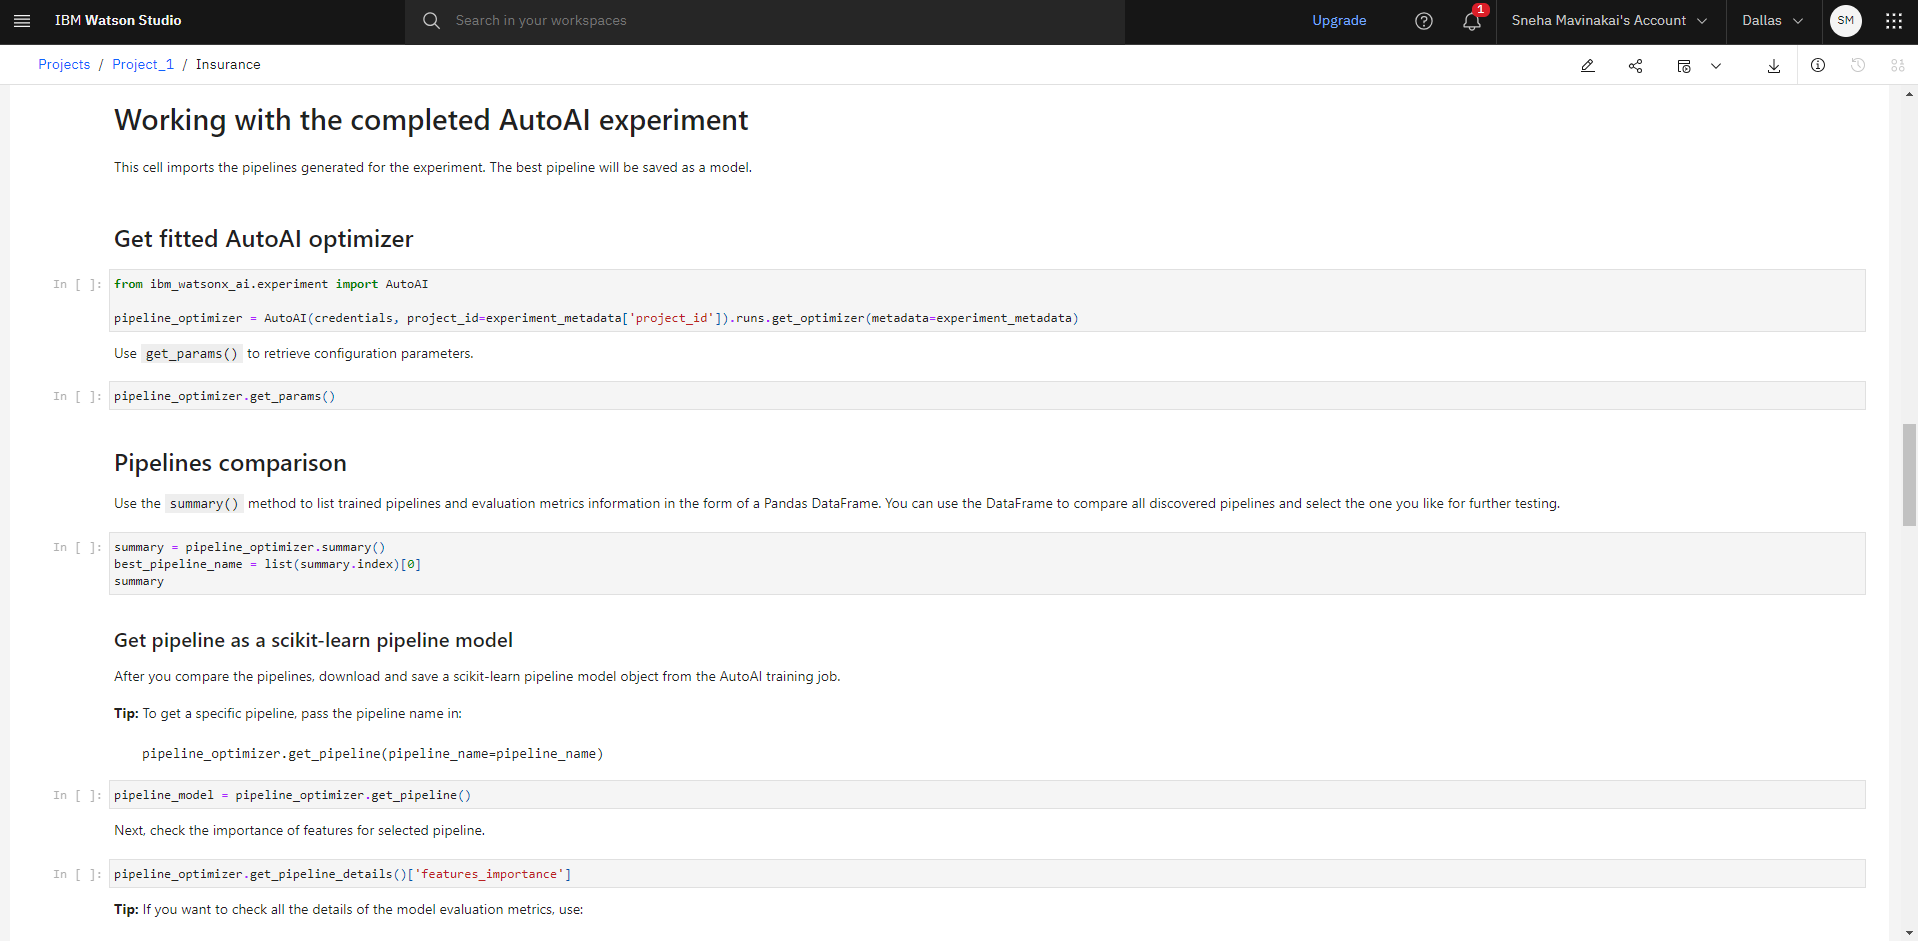 IBM Watson Studio
Search in your workspaces
Upgrade
1
Sneha Mavinakai's Account
Dallas
SM
Projects / Project_1 / Insurance
Working with the completed AutoAI experiment
This cell imports the pipelines generated for the experiment. The best pipeline will be saved as a model.
Get fitted AutoAI optimizer
In [ ]: from ibm_watsonx_ai.experiment import AutoAI
pipeline_optimizer = AutoAI(credentials, project_id=experiment_metadata['project_id']).runs.get_optimizer(metadata=experiment_metadata)
Use get_params() to retrieve configuration parameters.
In [ ]: pipeline_optimizer.get_params()
Pipelines comparison
Use the summary() method to list trained pipelines and evaluation metrics information in the form of a Pandas DataFrame. You can use the DataFrame to compare all discovered pipelines and select the one you like for further testing.
In [ ]: summary = pipeline_optimizer.summary()
best_pipeline_name = list(summary.index)[0]
summary
Get pipeline as a scikit-learn pipeline model
After you compare the pipelines, download and save a scikit-learn pipeline model object from the AutoAI training job.
Tip: To get a specific pipeline, pass the pipeline name in:
pipeline_optimizer.get_pipeline(pipeline_name=pipeline_name)
In [ ]: pipeline_model = pipeline_optimizer.get_pipeline()
Next, check the importance of features for selected pipeline.
In [ ]: pipeline_optimizer.get_pipeline_details()['features_importance']
Tip: If you want to check all the details of the model evaluation metrics, use: